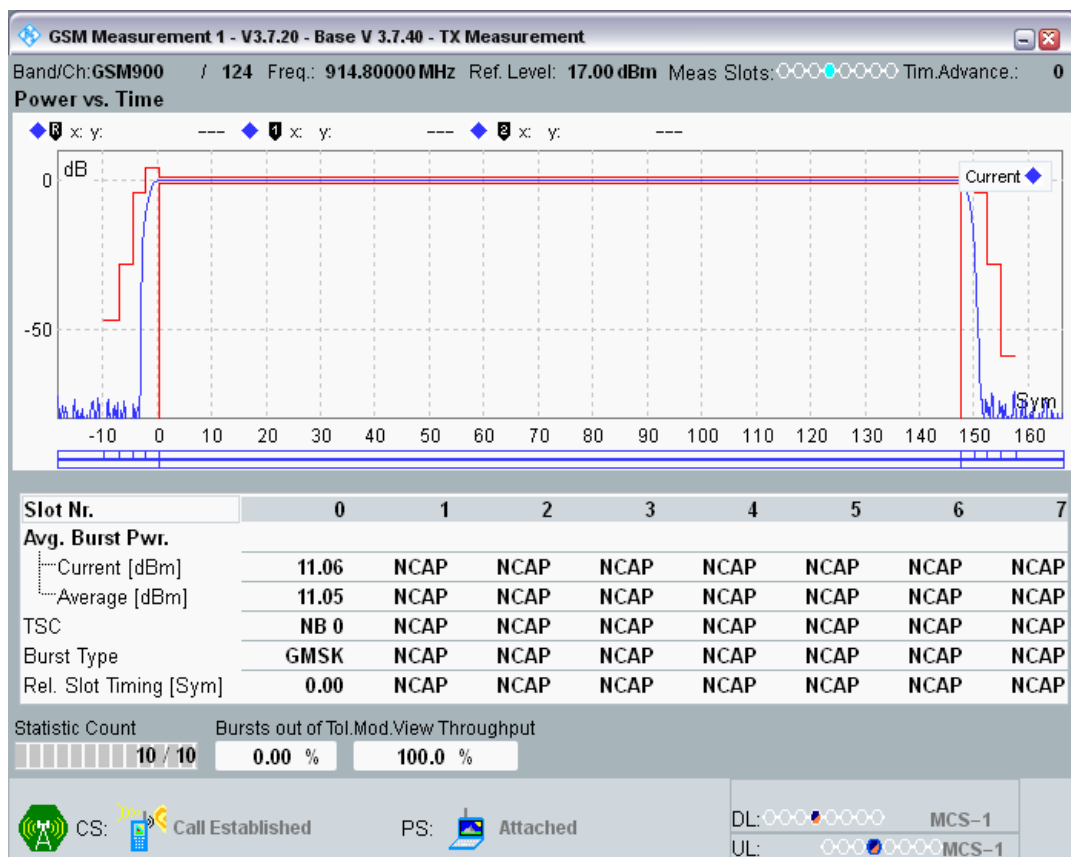 GSM Measurement 1 - V3.7.20 - Base V 3.7.40 - TX Measurement
Band/Ch:GSM900 / 124 Freq.: 914.80000 MHz Ref. Level: 17.00 dBm Meas Slots: Tim.Advance.: 0
Power vs. Time
R x: y: --- 1 x: y: --- 2 x: y: ---
dB
Current
0
-50
Sym
-10 0 10 20 30 40 50 60 70 80 90 100 110 120 130 140 150 160
Slot Nr. 0 1 2 3 4 5 6 7
Avg. Burst Pwr.
Current [dBm] 11.06 NCAP NCAP NCAP NCAP NCAP NCAP NCAP
Average [dBm] 11.05 NCAP NCAP NCAP NCAP NCAP NCAP NCAP
TSC NB 0 NCAP NCAP NCAP NCAP NCAP NCAP NCAP
Burst Type GMSK NCAP NCAP NCAP NCAP NCAP NCAP NCAP
Rel. Slot Timing [Sym] 0.00 NCAP NCAP NCAP NCAP NCAP NCAP NCAP
Statistic Count Bursts out of Tol. Mod.View Throughput
10 / 10 0.00 % 100.0 %
CS: Call Established PS: Attached DL: MCS-1
UL: MCS-1